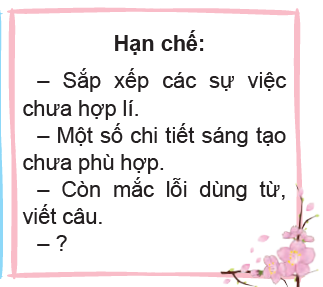 Hạn chế:
– Sắp xếp các sự việc
chưa hợp lí.
– Một số chi tiết sáng tạo
chưa phù hợp.
– Còn mắc lỗi dùng từ,
viết câu.
– ?